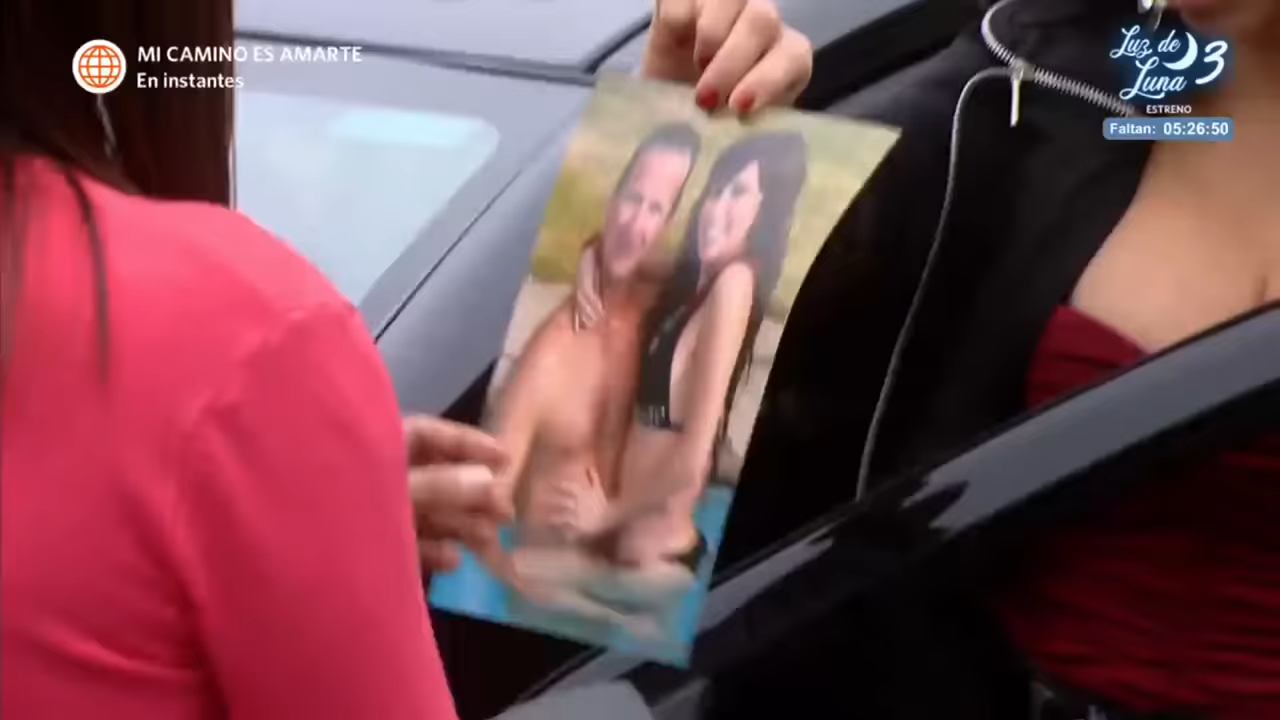 MI CAMINO ES AMARTE
En instantes
Luz de
Luna 3
ESTRENO
Faltan: 05:26:50